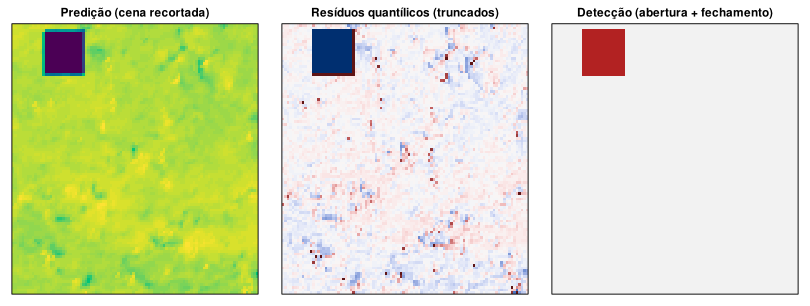 Predição (cena recortada)
Resíduos quantílicos (truncados)
Detecção (abertura + fechamento)